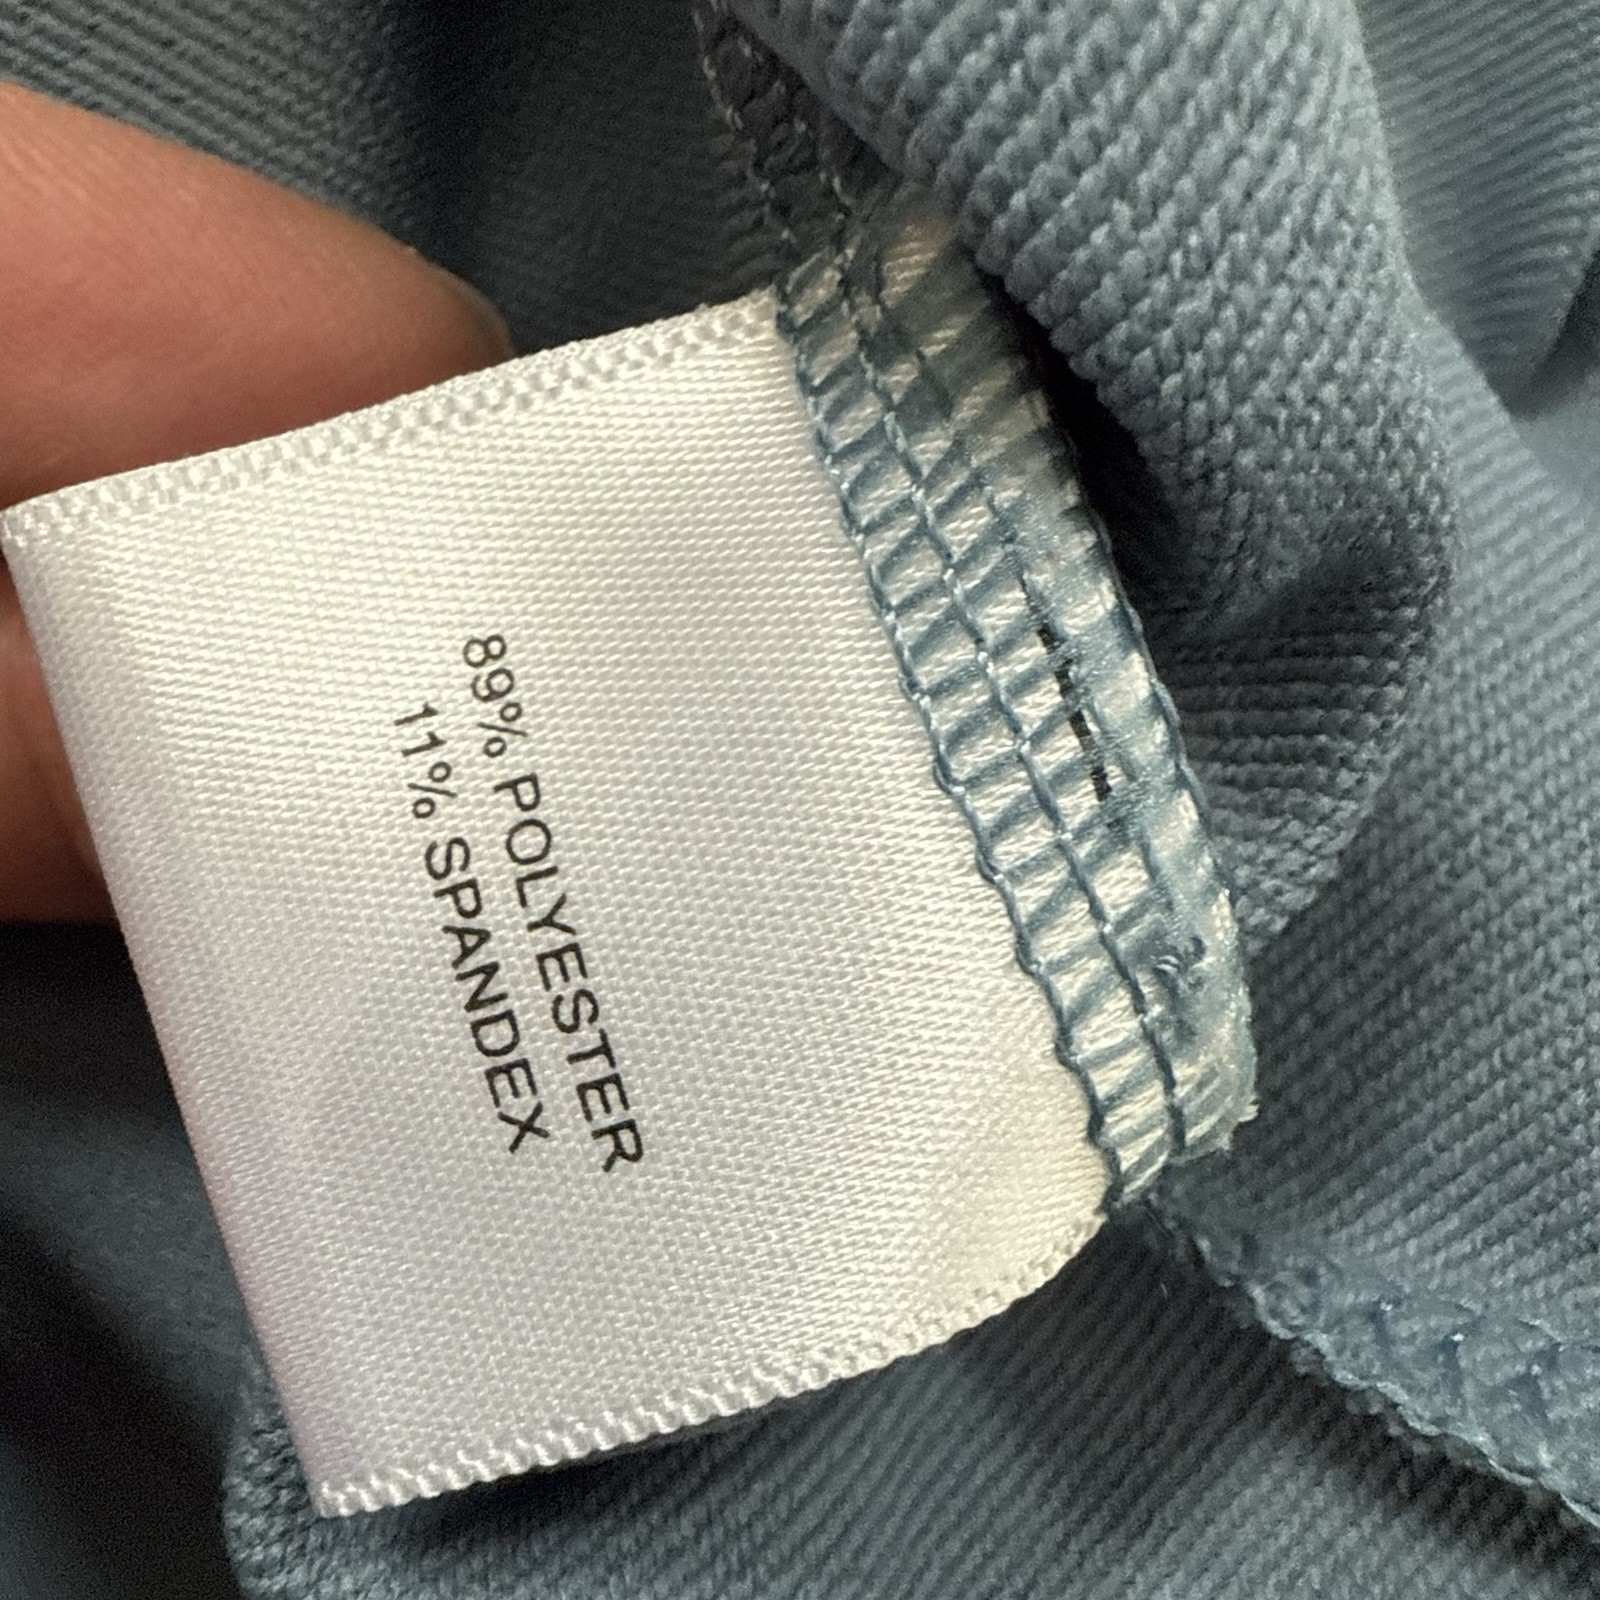 89% POLYESTER
11% SPANDEX